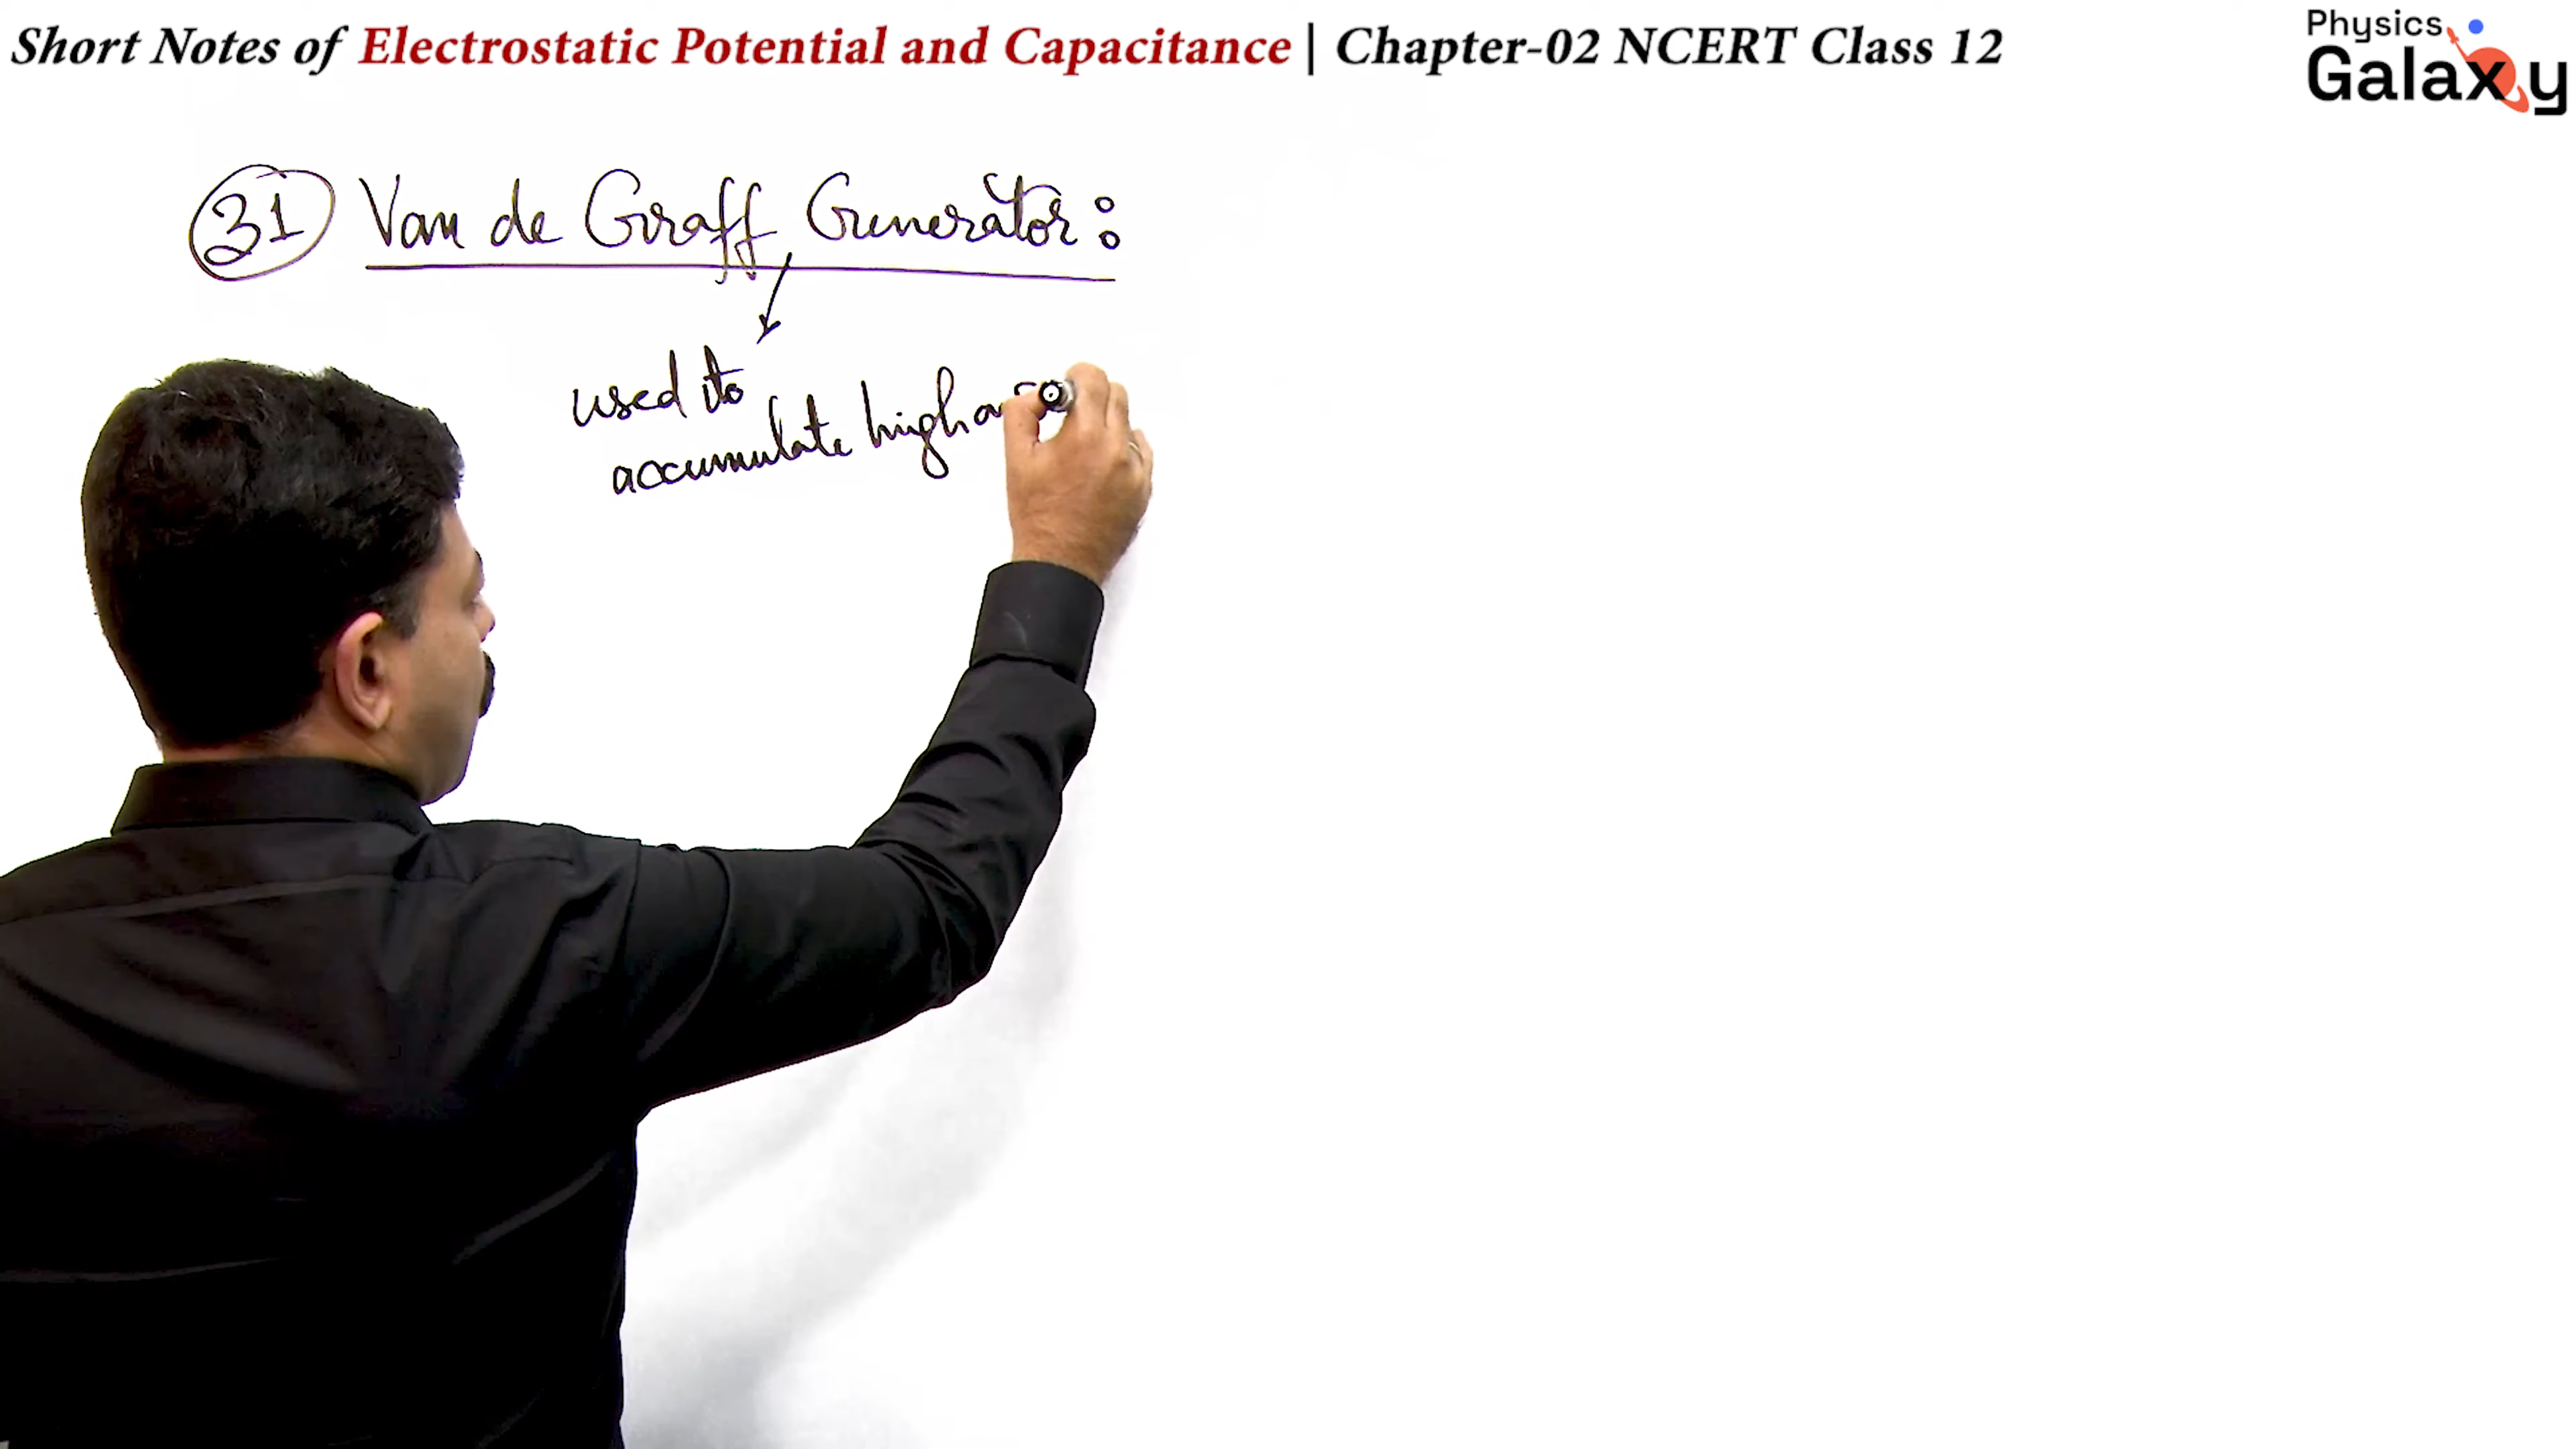 Short Notes of Electrostatic Potential and Capacitance | Chapter-02 NCERT Class 12
Physics
Galaxy
31 Van de Graff Generator:
used to
accumulate high